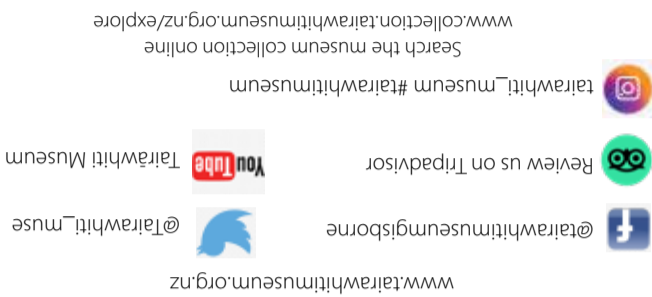 www.tairawhitimuseum.org.nz
@tairawhitimuseumgisborne
@Tairawhiti_muse
Review us on Tripadvisor
You Tube
Tairāwhiti Museum
tairawhiti_museum #tairawhitimuseum
Search the museum collection online
www.collection.tairawhitimuseum.org.nz/explore